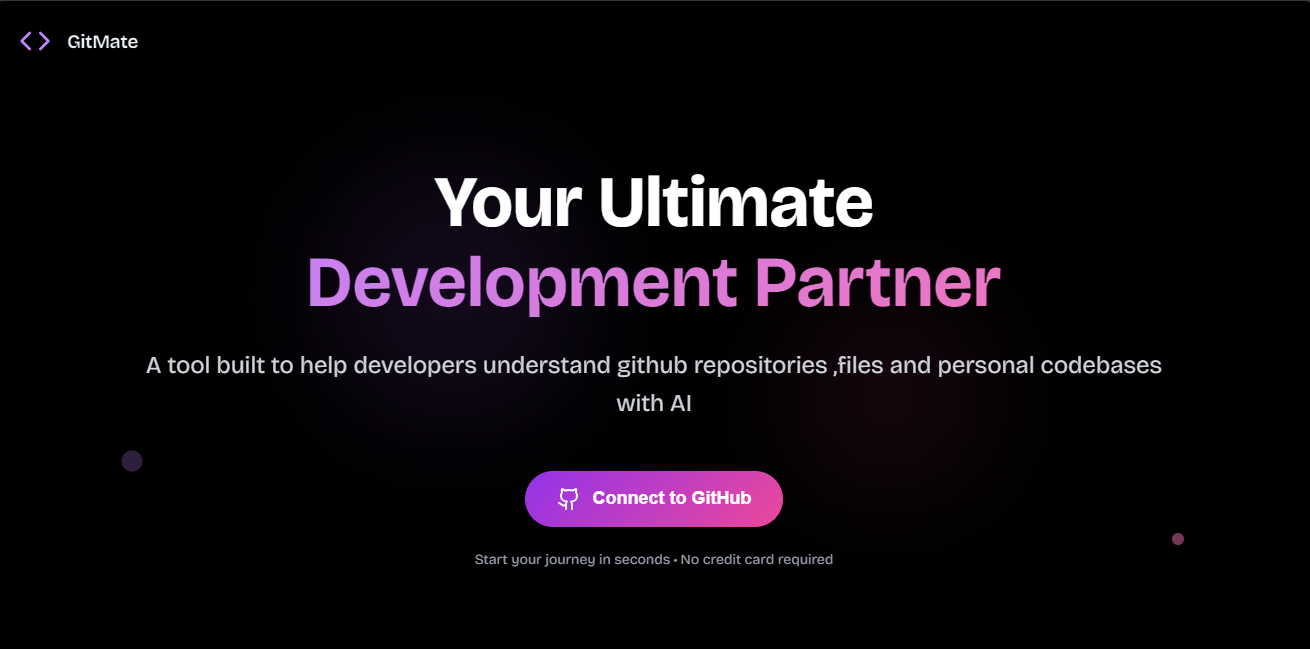 GitMate
Your Ultimate
Development Partner
A tool built to help developers understand github repositories ,files and personal codebases
with AI
Connect to GitHub
Start your journey in seconds • No credit card required